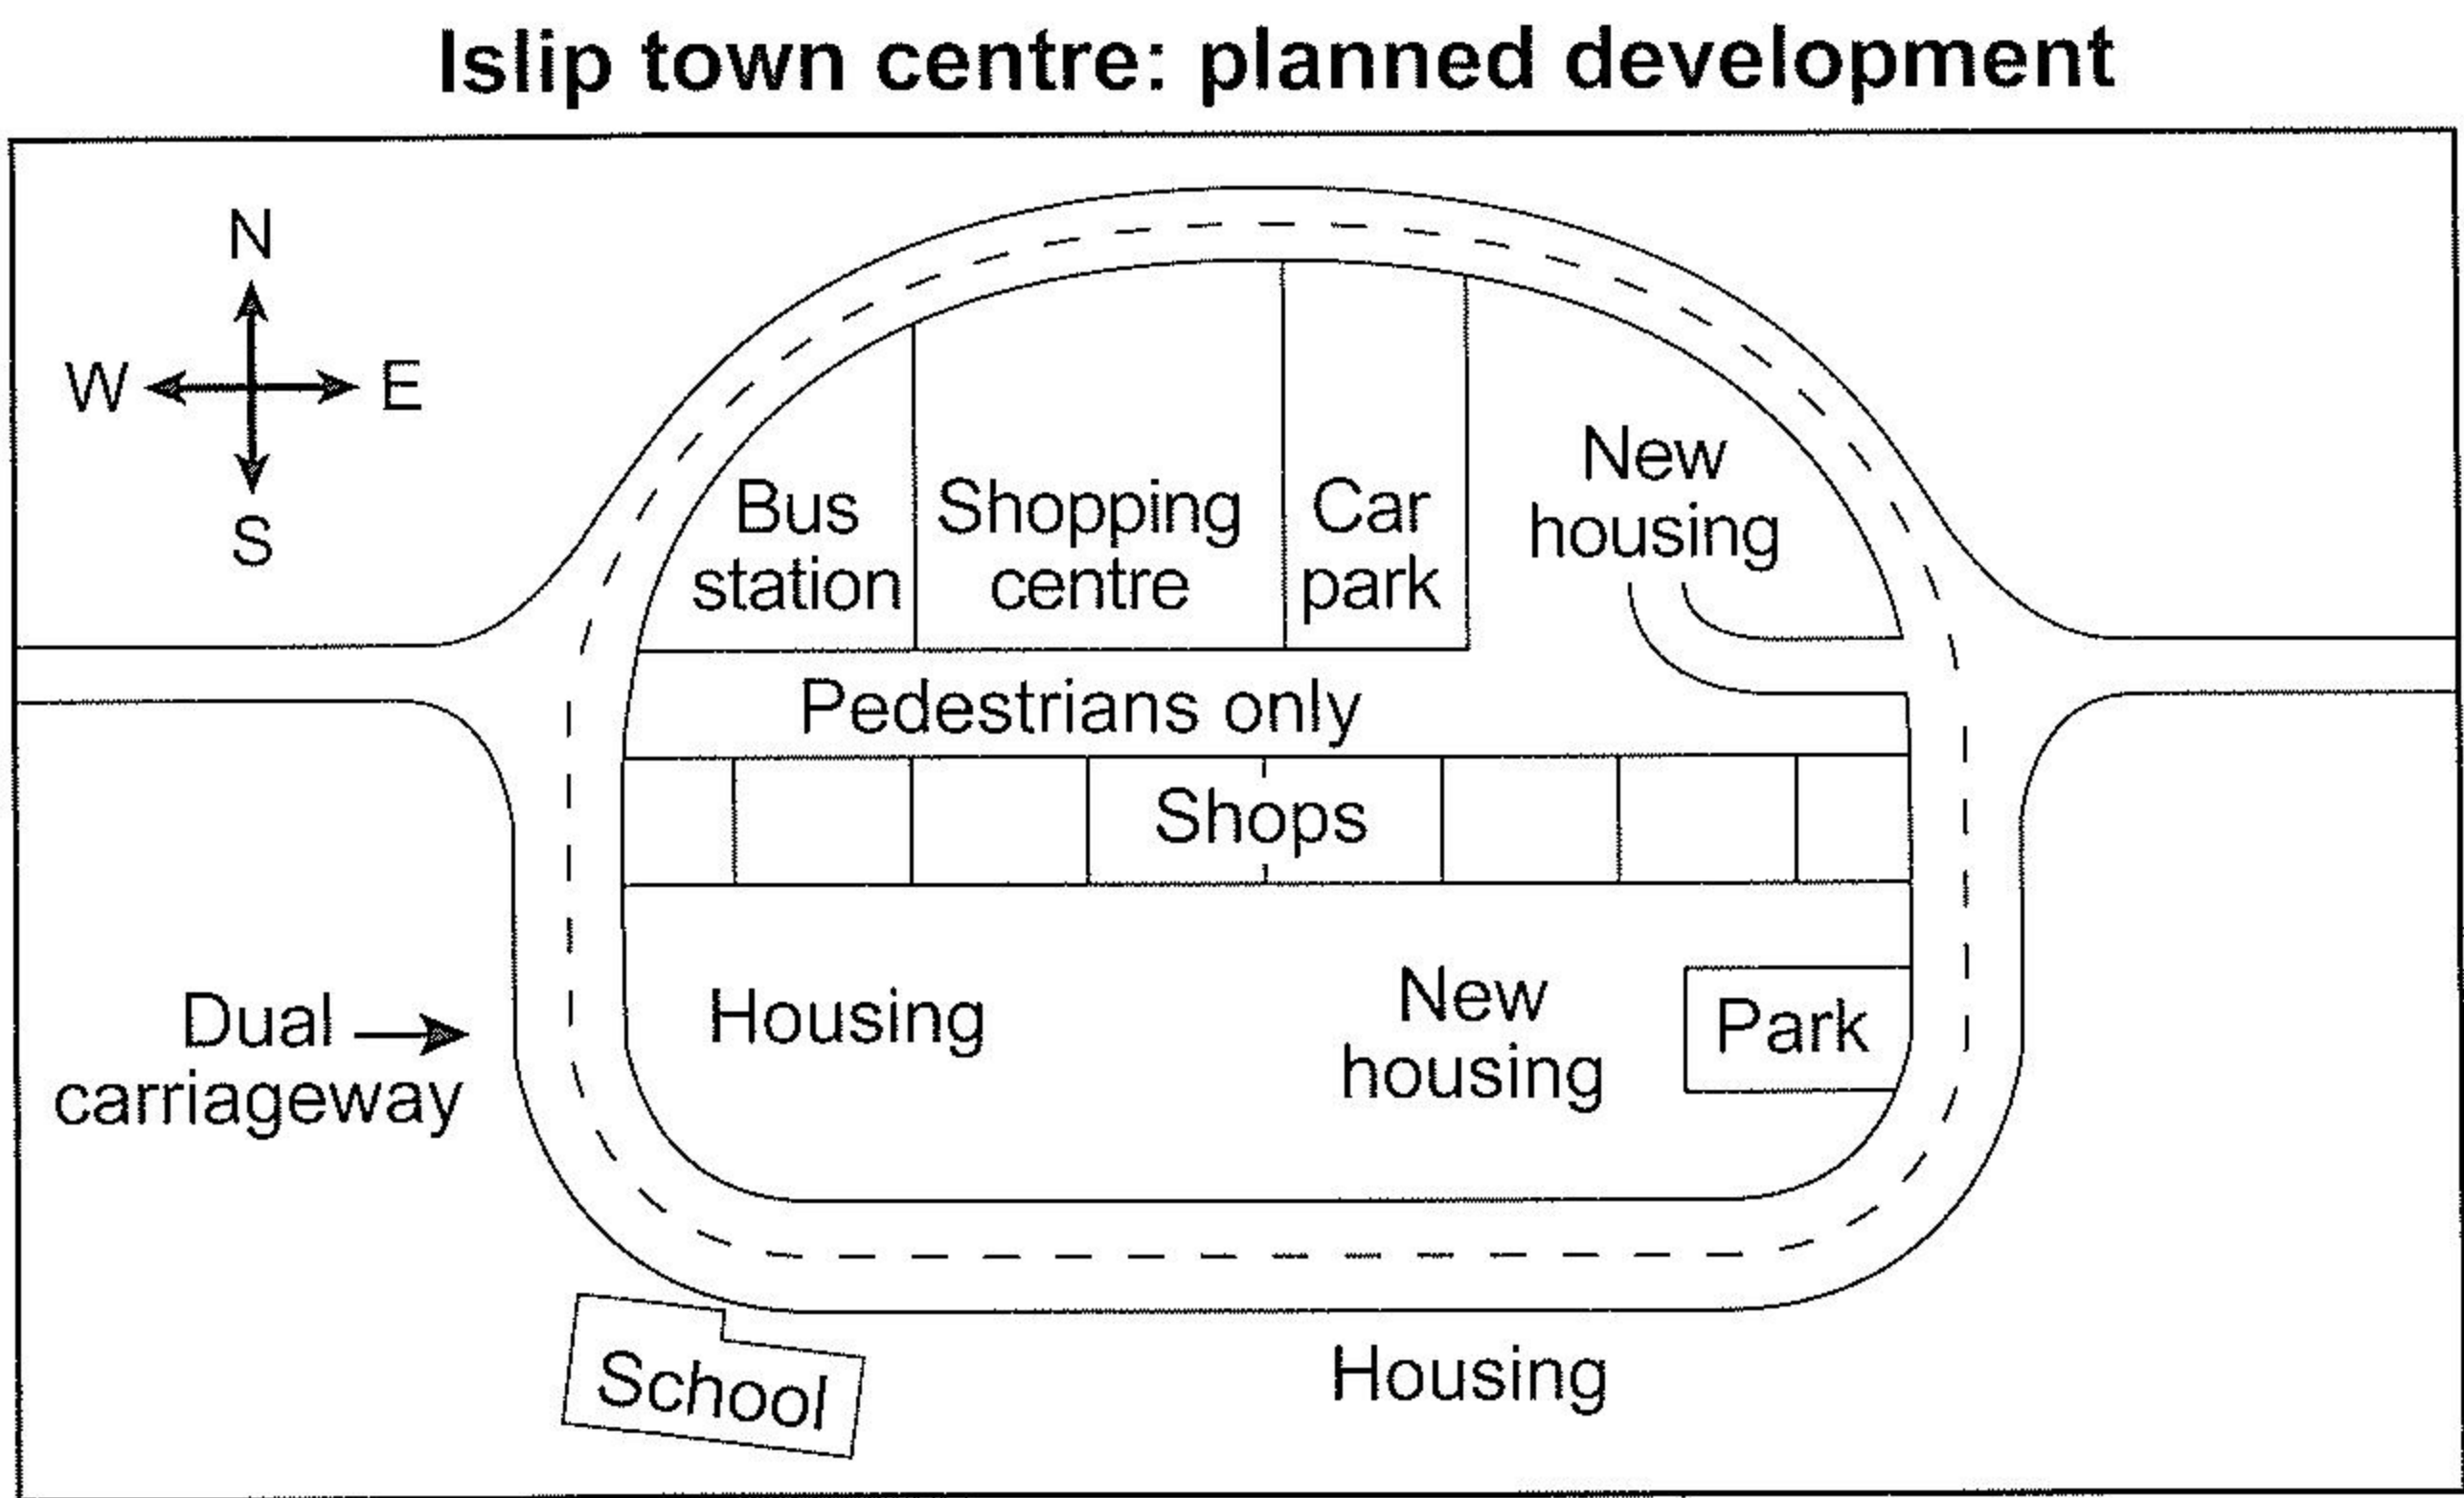 Islip town centre: planned development
N
W E
S
Bus
station
Shopping
centre
Car
park
New
housing
Pedestrians only
Shops
Dual
carriageway
Housing
New
housing
Park
School
Housing